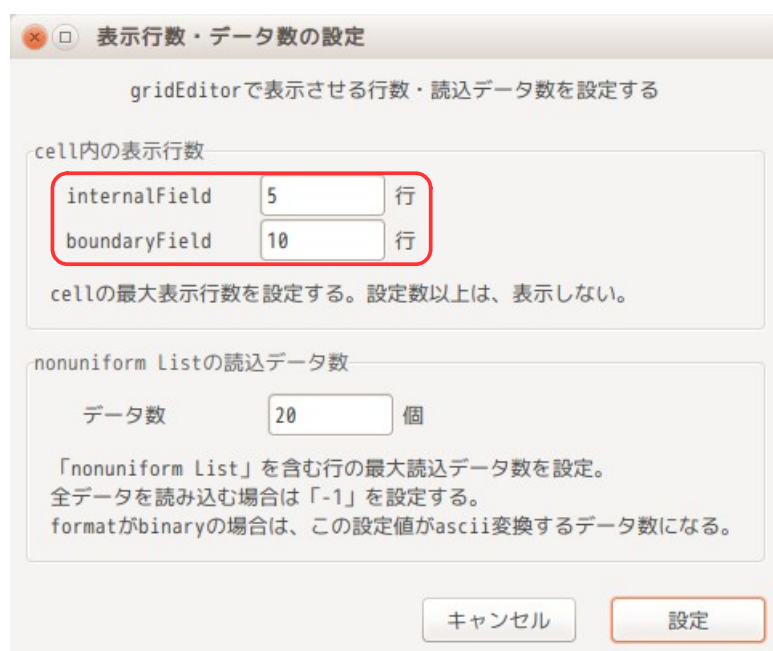 表示行数・データ数の設定
gridEditorで表示させる行数・読込データ数を設定する
cell内の表示行数
internalField 5 行
boundaryField 10 行
cellの最大表示行数を設定する。設定数以上は、表示しない。
nonuniform Listの読込データ数
データ数 20 個
「nonuniform List」を含む行の最大読込データ数を設定。
全データを読み込む場合は「-1」を設定する。
formatがbinaryの場合は、この設定値がascii変換するデータ数になる。
キャンセル 設定